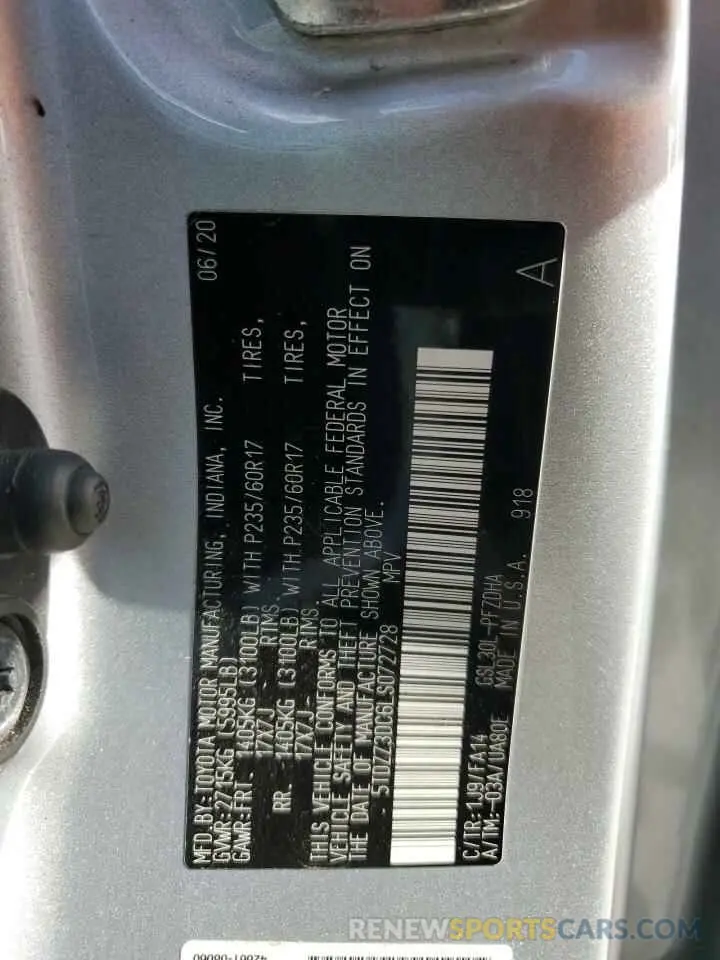 MFD.BY:TOYOTA MOTOR MANUFACTURING, INDIANA, INC. 06/20
GVWR:2715KG (5995LB)
GAWR:FRT- 1405KG (3100LB) WITH P235/60R17 TIRES,
17X7J RIMS,
RR.- 1405KG (3100LB) WITH P235/60R17 TIRES,
17X7J RIMS,
THIS VEHICLE CONFORMS TO ALL APPLICABLE FEDERAL MOTOR
VEHICLE SAFETY AND THEFT PREVENTION STANDARDS IN EFFECT ON
THE DATE OF MANUFACTURE SHOWN ABOVE.
5TDZZ3DC6LS072728 MPV
C/TR:1J9/FA14 GSL30L-PFZDHA
A/TM:-03A/UA80E MADE IN U.S.A. 918
A
RENEWSPORTSCARS.COM